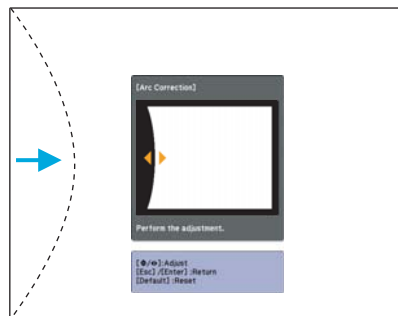 [Arc Correction]
Perform the adjustment.
[◆/◆]:Adjust
[Esc] /[Enter] :Return
[Default] :Reset